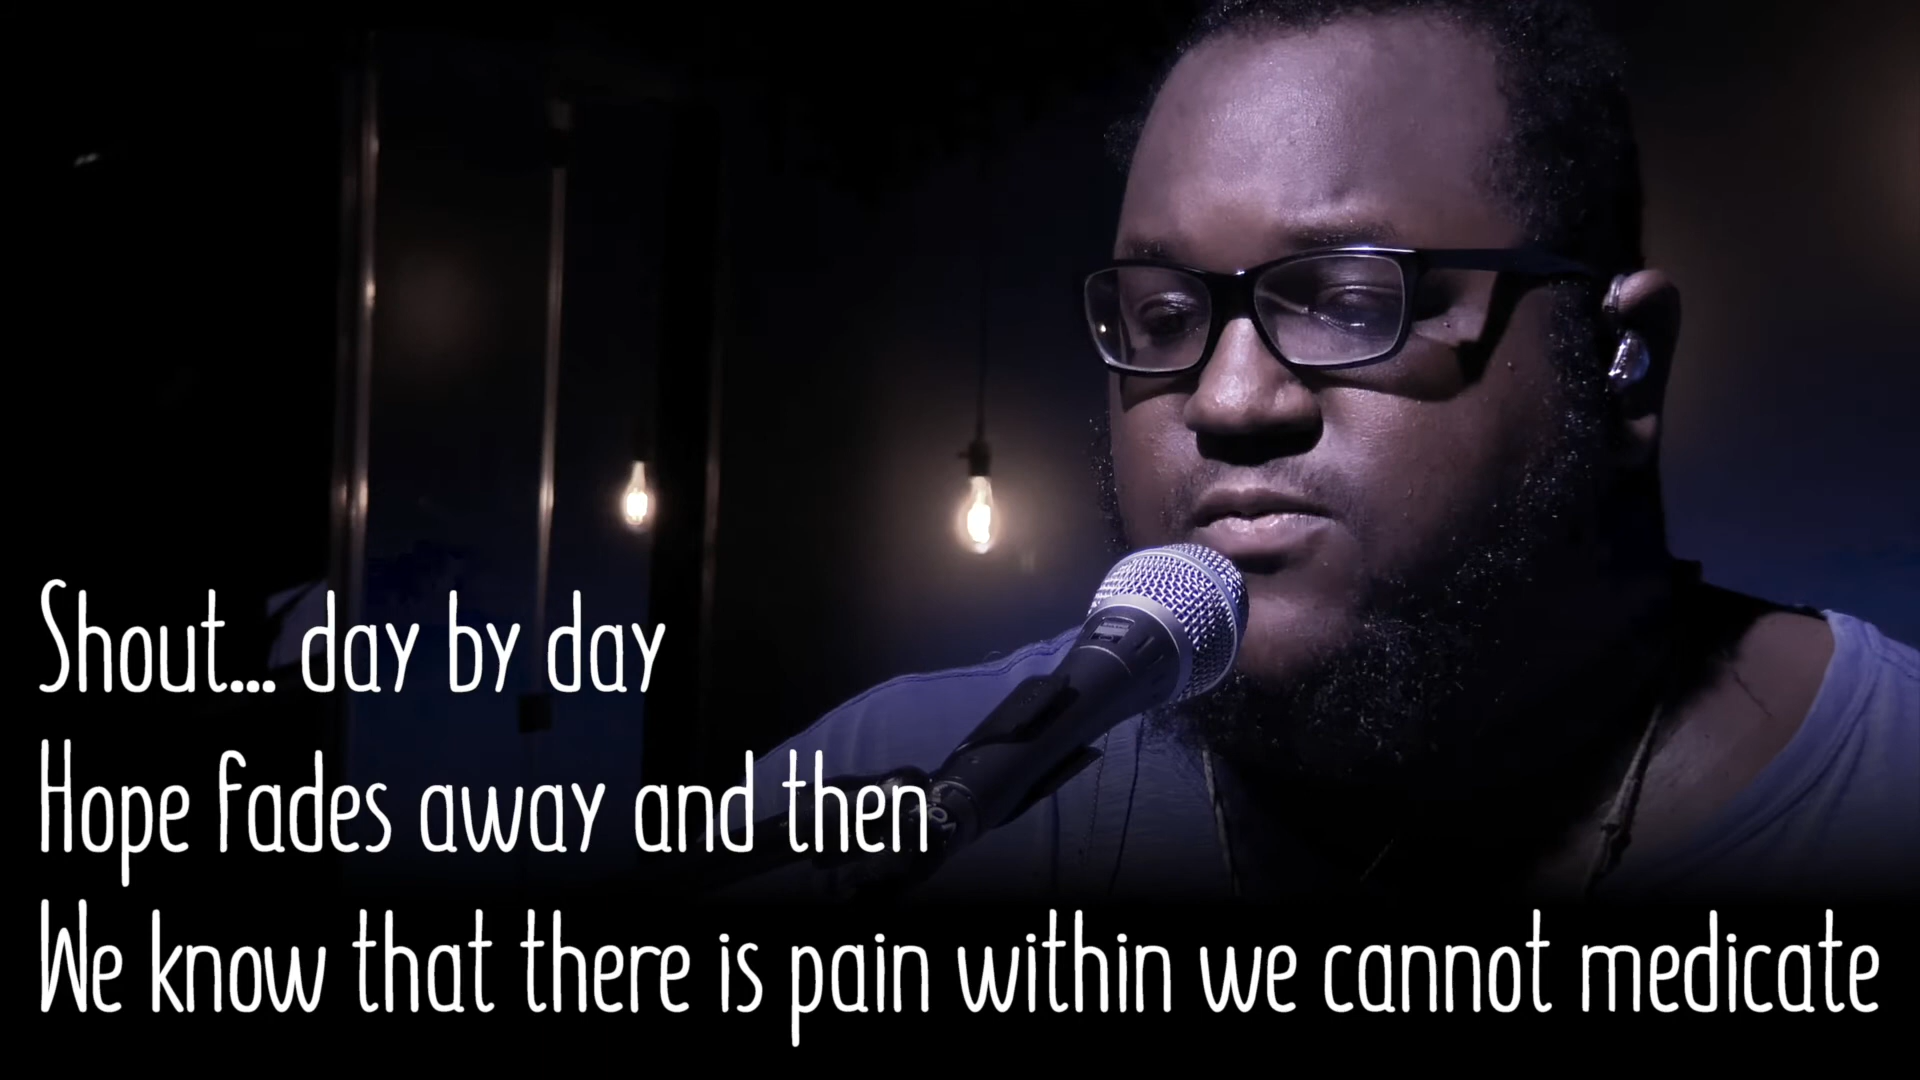 Shout... day by day
Hope fades away and then
We know that there is pain within we cannot medicate